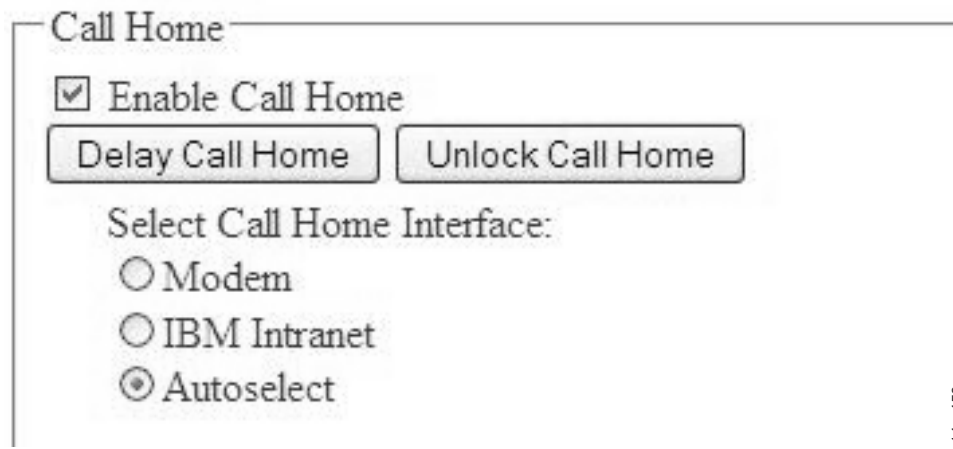 Call Home
Enable Call Home
Delay Call Home Unlock Call Home
Select Call Home Interface:
Modem
IBM Intranet
Autoselect